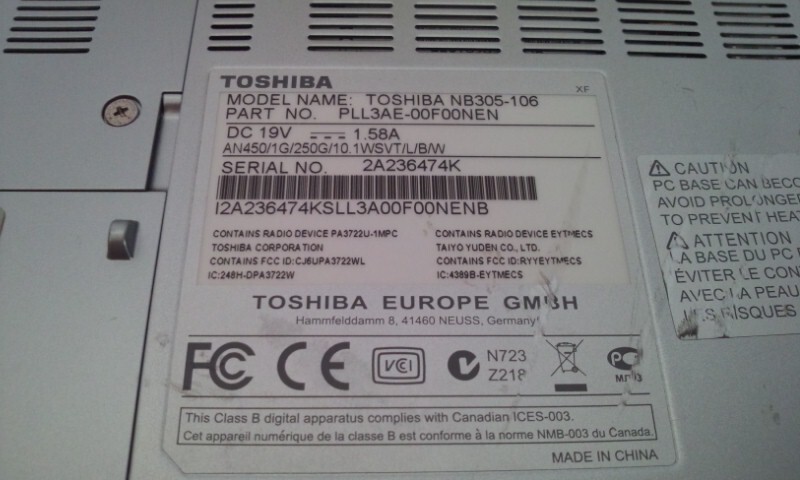 TOSHIBA
XF
MODEL NAME: TOSHIBA NB305-106
PART NO. PLL3AE-00F00NEN
DC 19V 1.58A
AN450/1G/250G/10.1WSVT/L/B/W
SERIAL NO. 2A236474K
I2A236474KSLL3A00F00NENB
CONTAINS RADIO DEVICE PA3722U-1MPC
TOSHIBA CORPORATION
CONTAINS FCC ID:CJ6UPA3722WL
IC:248H-DPA3722W
CONTAINS RADIO DEVICE EYTMECS
TAIYO YUDEN CO., LTD.
CONTAINS FCC ID:RYYEYTMECS
IC:4389B-EYTMECS
TOSHIBA EUROPE GMBH
Hammfelddamm 8, 41460 NEUSS, Germany
FC CE VCI N723
Z218
PC
This Class B digital apparatus complies with Canadian ICES-003.
Cet appareil numérique de la classe B est conforme à la norme NMB-003 du Canada.
MADE IN CHINA
CAUTION
PC BASE CAN BECO
AVOID PROLONGE
TO PREVENT HEA
ATTENTION
LA BASE DU PC
ÉVITER LE CON
AVEC LA PEAU
RISQUES